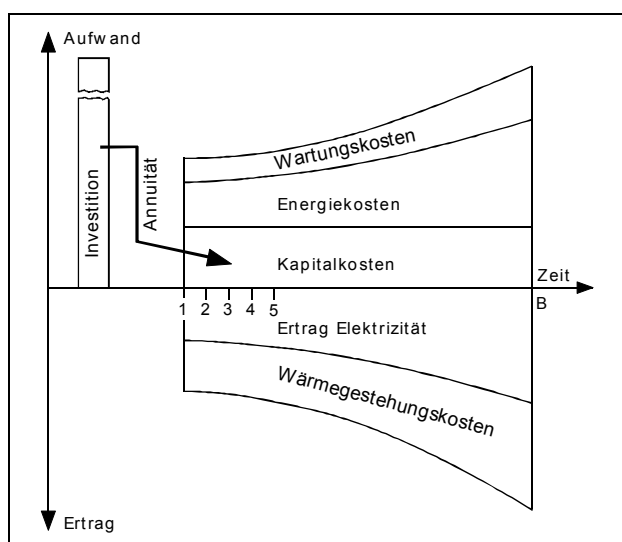 Aufwand
Wartungskosten
Annuität
Investition
Energiekosten
Kapitalkosten
Zeit
1 2 3 4 5 B
Ertrag Elektrizität
Wärmegestehungskosten
Ertrag